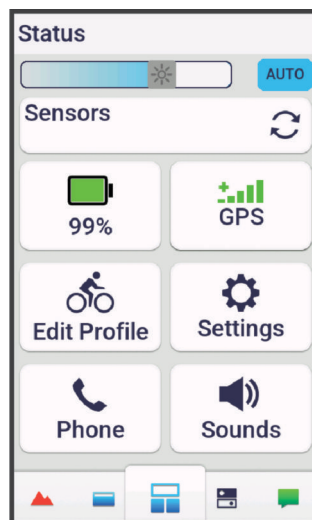 Status
AUTO
Sensors
99%
GPS
Edit Profile
Settings
Phone
Sounds